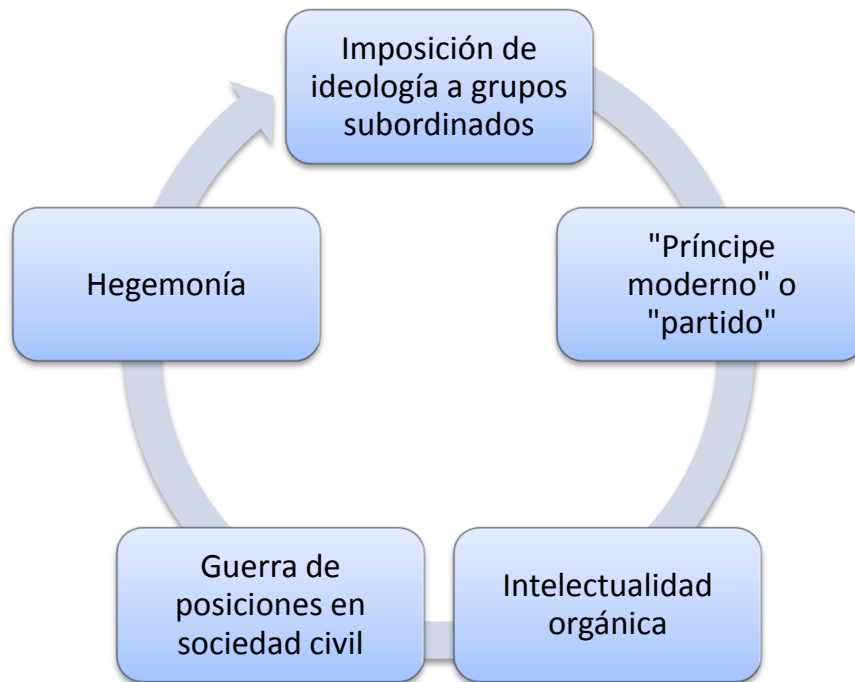 Imposición de
ideología a grupos
subordinados
"Príncipe
moderno" o
"partido"
Intelectualidad
orgánica
Guerra de
posiciones en
sociedad civil
Hegemonía